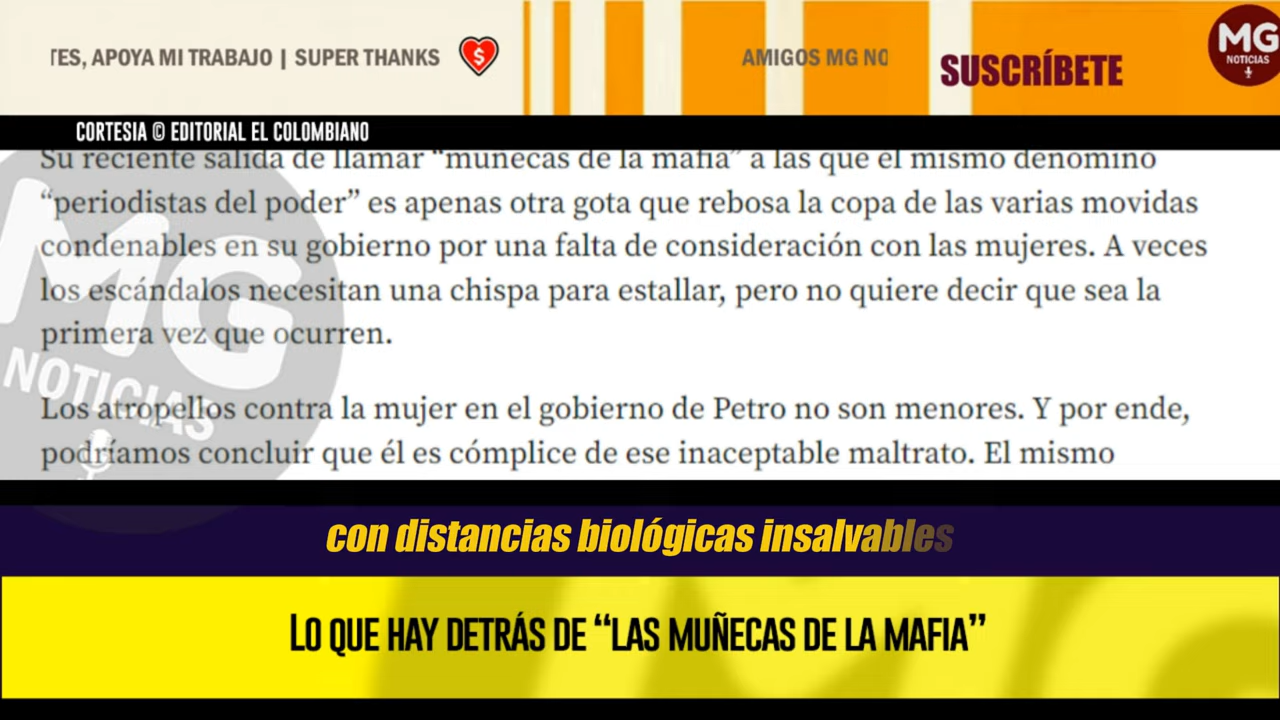 TES, APOYA MI TRABAJO | SUPER THANKS
AMIGOS MG NO
SUSCRÍBETE
MG
NOTICIAS
CORTESIA © EDITORIAL EL COLOMBIANO
Su reciente salida de llamar “muñecas de la mafia” a las que él mismo denominó
“periodistas del poder” es apenas otra gota que rebosa la copa de las varias movidas
condenables en su gobierno por una falta de consideración con las mujeres. A veces
los escándalos necesitan una chispa para estallar, pero no quiere decir que sea la
primera vez que ocurren.
Los atropellos contra la mujer en el gobierno de Petro no son menores. Y por ende,
podríamos concluir que él es cómplice de ese inaceptable maltrato. El mismo
MG
NOTICIAS
con distancias biológicas insalvables
LO QUE HAY DETRÁS DE “LAS MUÑECAS DE LA MAFIA”